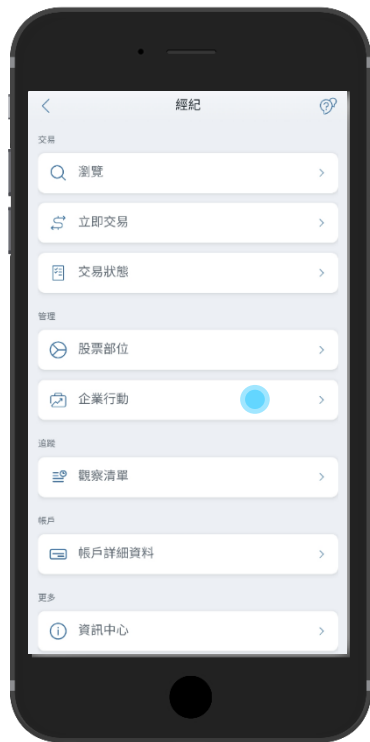 經紀
交易
瀏覽
立即交易
交易狀態
管理
股票部位
企業行動
追蹤
觀察清單
帳戶
帳戶詳細資料
更多
資訊中心